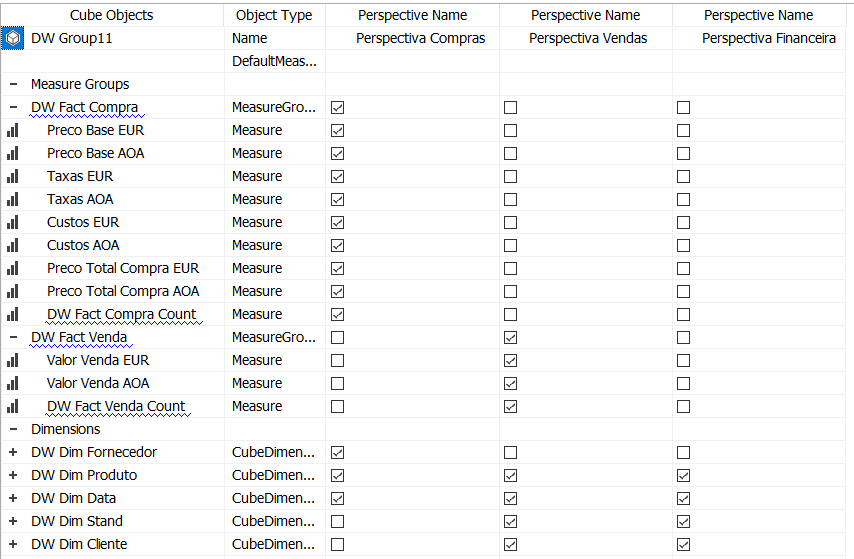 Cube Objects Object Type Perspective Name Perspective Name Perspective Name
DW Group11 Name Perspectiva Compras Perspectiva Vendas Perspectiva Financeira
DefaultMeas...
Measure Groups
DW Fact Compra MeasureGro...
Preco Base EUR Measure
Preco Base AOA Measure
Taxas EUR Measure
Taxas AOA Measure
Custos EUR Measure
Custos AOA Measure
Preco Total Compra EUR Measure
Preco Total Compra AOA Measure
DW Fact Compra Count Measure
DW Fact Venda MeasureGro...
Valor Venda EUR Measure
Valor Venda AOA Measure
DW Fact Venda Count Measure
Dimensions
DW Dim Fornecedor CubeDimen...
DW Dim Produto CubeDimen...
DW Dim Data CubeDimen...
DW Dim Stand CubeDimen...
DW Dim Cliente CubeDimen...